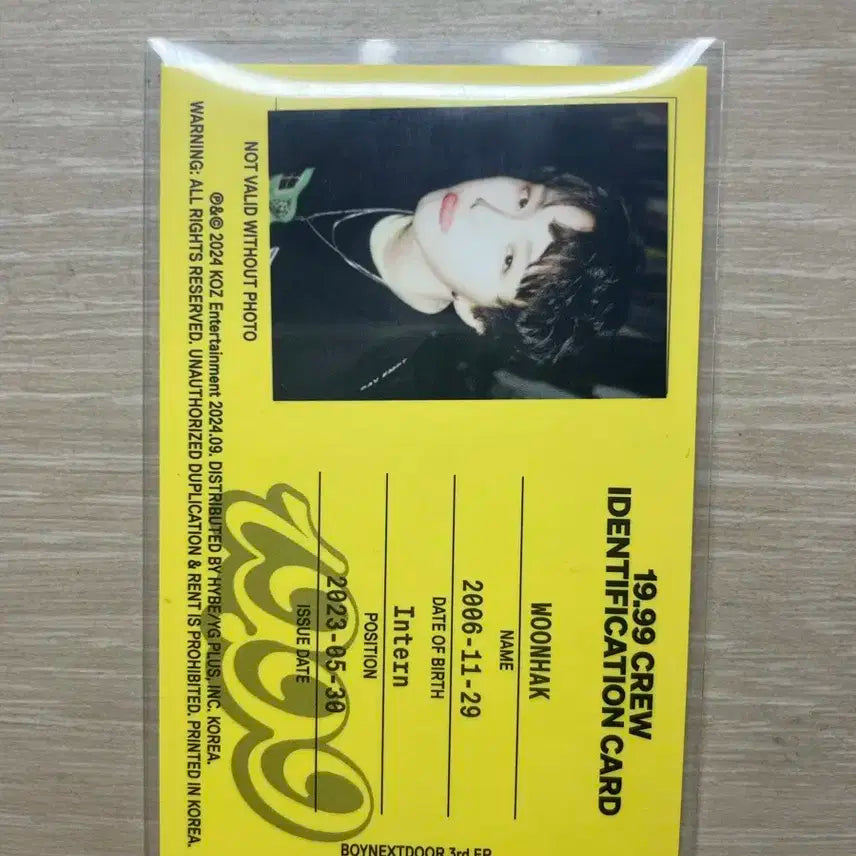 19.99 CREW
IDENTIFICATION CARD
WOONHAK
NAME
2006-11-29
DATE OF BIRTH
Intern
POSITION
2023-05-30
ISSUE DATE
NOT VALID WITHOUT PHOTO
℗&© 2024 KOZ Entertainment 2024.09. DISTRIBUTED BY HYBE/YG PLUS, INC. KOREA.
WARNING: ALL RIGHTS RESERVED. UNAUTHORIZED DUPLICATION & RENT IS PROHIBITED. PRINTED IN KOREA.
BOYNEXTDOOR 3rd EP